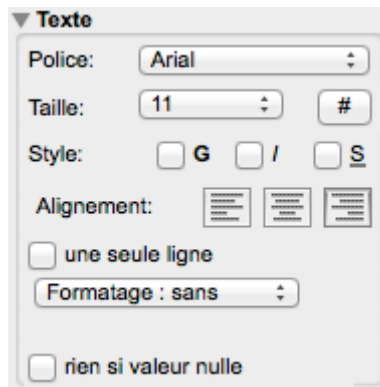 Texte
Police: Arial
Taille: 11 #
Style: G I S
Alignement:
une seule ligne
Formatage : sans
rien si valeur nulle